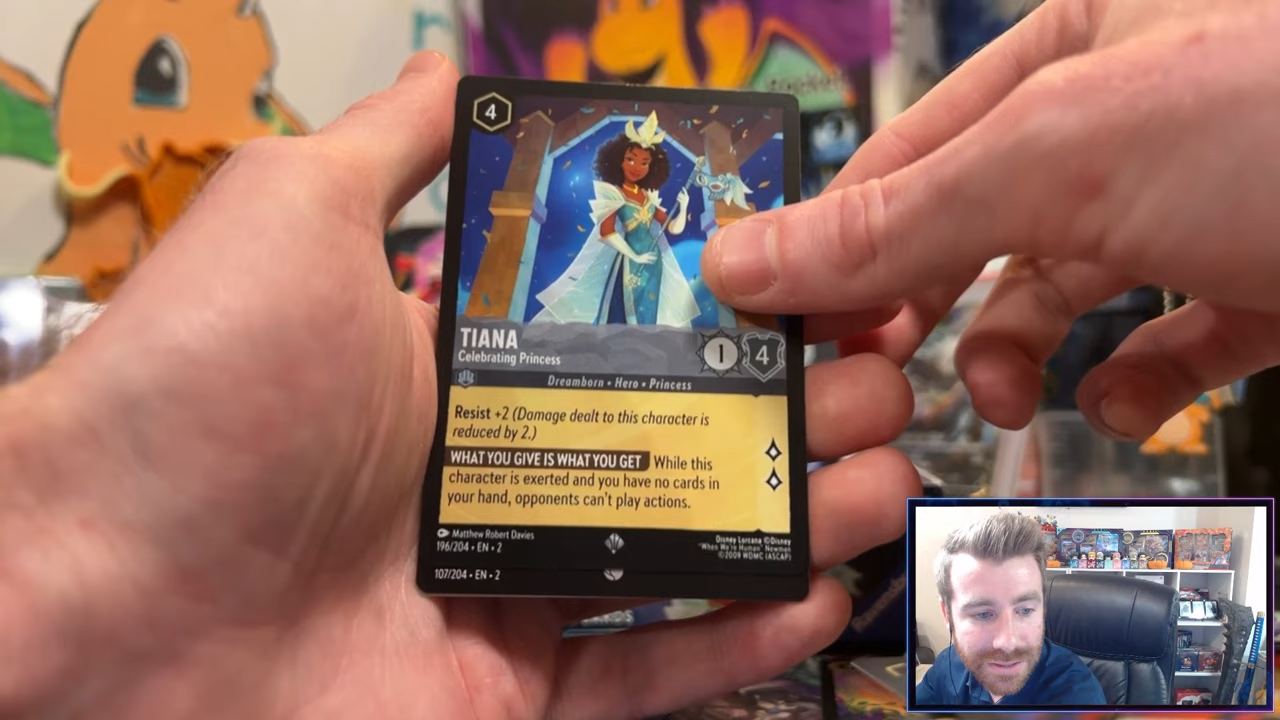 4
TIANA
Celebrating Princess
1 4
Dreamborn • Hero • Princess
Resist +2 (Damage dealt to this character is
reduced by 2.)
WHAT YOU GIVE IS WHAT YOU GET While this
character is exerted and you have no cards in
your hand, opponents can't play actions.
Matthew Robert Davies
196/204 • EN • 2
Disney Lorcana ©Disney
"When We're Human" Newman
©2009 WDMC (ASCAP)
107/204 • EN • 2